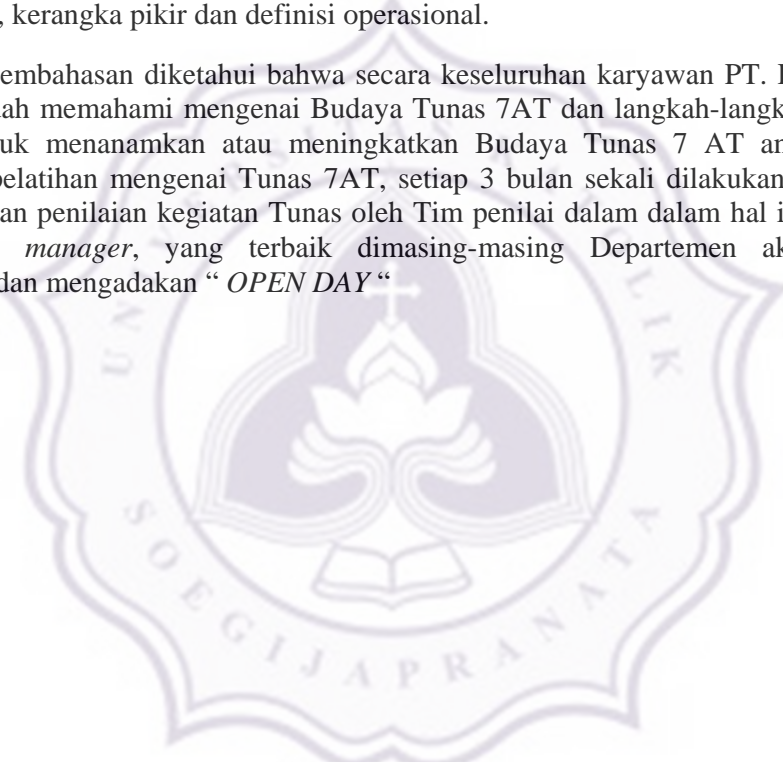 , kerangka pikir dan definisi operasional.
embahasan diketahui bahwa secara keseluruhan karyawan PT.
ah memahami mengenai Budaya Tunas 7AT dan langkah-langk
uk menanamkan atau meningkatkan Budaya Tunas 7 AT an
pelatihan mengenai Tunas 7AT, setiap 3 bulan sekali dilakukan
an penilaian kegiatan Tunas oleh Tim penilai dalam dalam hal i
manager, yang terbaik dimasing-masing Departemen ak
dan mengadakan “ OPEN DAY “
UNIVERSITAS KATOLIK
SOEGIJAPRANATA